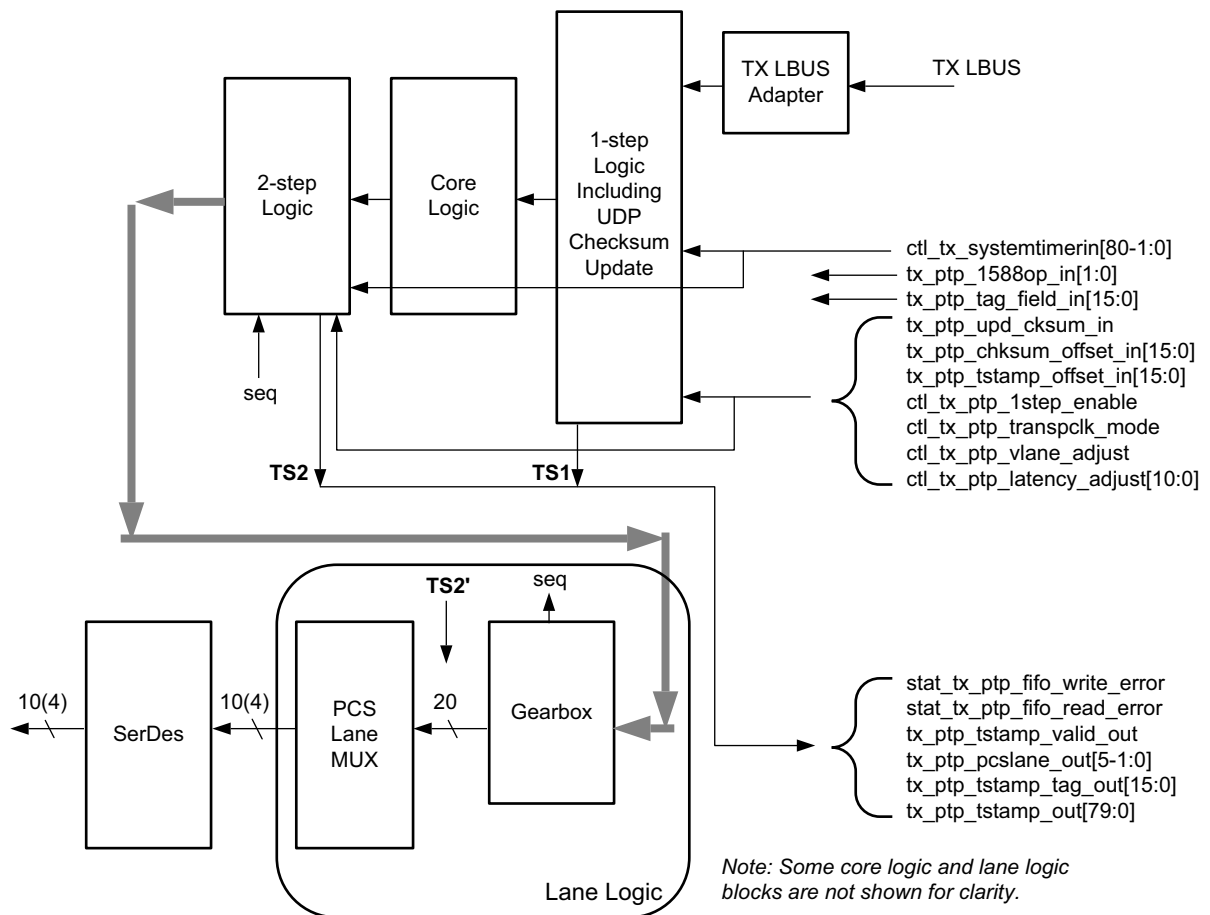 TX LBUS
Adapter
TX LBUS
2-step
Logic
Core
Logic
1-step
Logic
Including
UDP
Checksum
Update
ctl_tx_systemtimerin[80-1:0]
tx_ptp_1588op_in[1:0]
tx_ptp_tag_field_in[15:0]
tx_ptp_upd_cksum_in
tx_ptp_chksum_offset_in[15:0]
tx_ptp_tstamp_offset_in[15:0]
ctl_tx_ptp_1step_enable
ctl_tx_ptp_transpclk_mode
ctl_tx_ptp_vlane_adjust
ctl_tx_ptp_latency_adjust[10:0]
seq
TS2
TS1
TS2'
seq
10(4)
SerDes
10(4)
PCS
Lane
MUX
20
Gearbox
Lane Logic
stat_tx_ptp_fifo_write_error
stat_tx_ptp_fifo_read_error
tx_ptp_tstamp_valid_out
tx_ptp_pcslane_out[5-1:0]
tx_ptp_tstamp_tag_out[15:0]
tx_ptp_tstamp_out[79:0]
Note: Some core logic and lane logic
blocks are not shown for clarity.